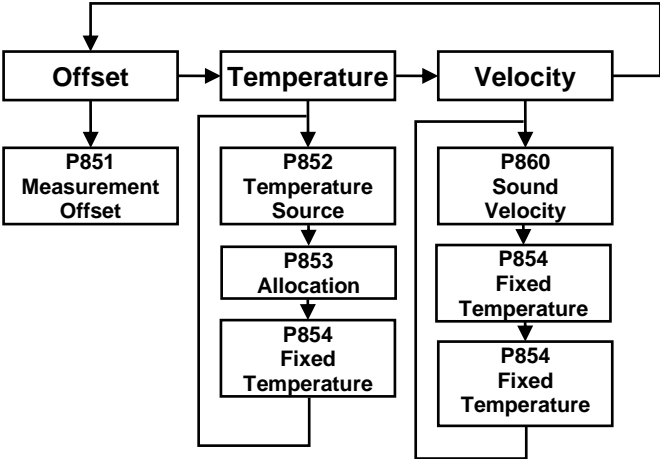 Offset
Temperature
Velocity
P851
Measurement
Offset
P852
Temperature
Source
P853
Allocation
P854
Fixed
Temperature
P860
Sound
Velocity
P854
Fixed
Temperature
P854
Fixed
Temperature